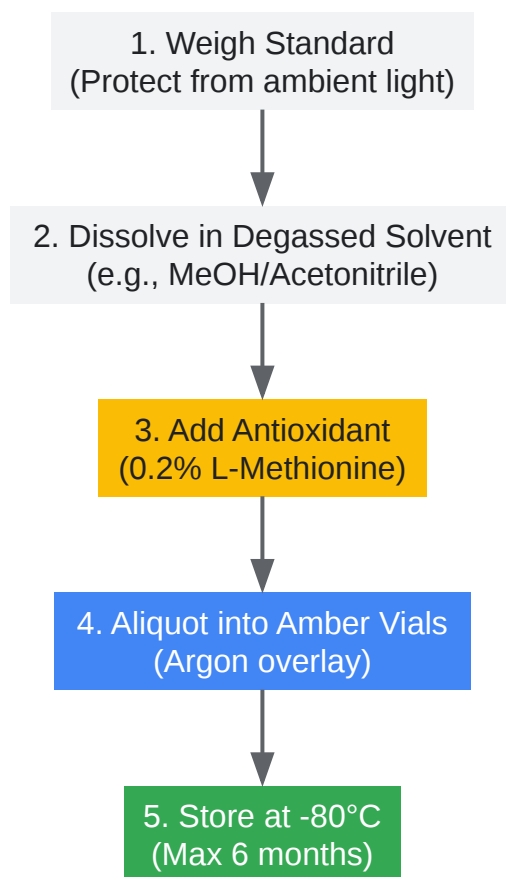 1. Weigh Standard
(Protect from ambient light)
2. Dissolve in Degassed Solvent
(e.g., MeOH/Acetonitrile)
3. Add Antioxidant
(0.2% L-Methionine)
4. Aliquot into Amber Vials
(Argon overlay)
5. Store at -80°C
(Max 6 months)